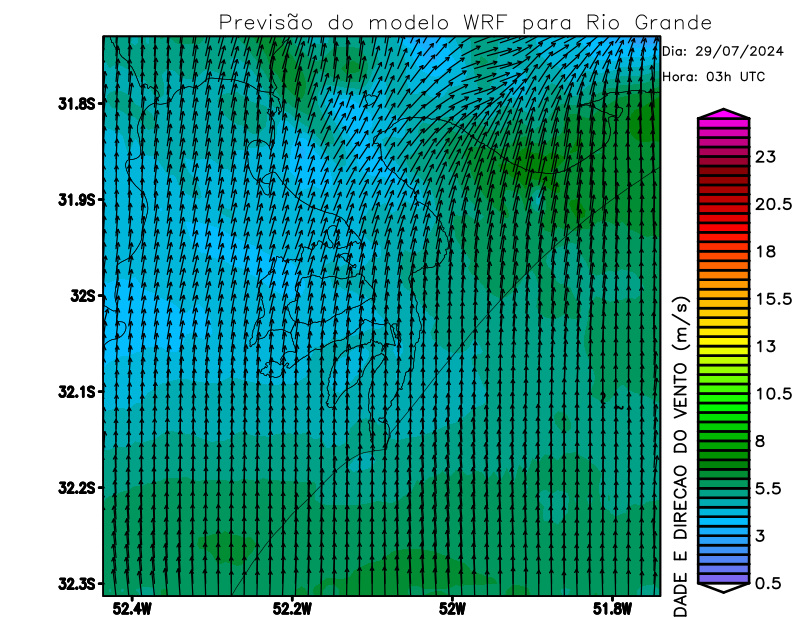 Previsão do modelo WRF para Rio Grande
Dia: 29/07/2024
Hora: 03h UTC
31.8S
31.9S
32S
32.1S
32.2S
32.3S
52.4W
52.2W
52W
51.8W
DADE E DIRECAO DO VENTO (m/s)
23
20.5
18
15.5
13
10.5
8
5.5
3
0.5